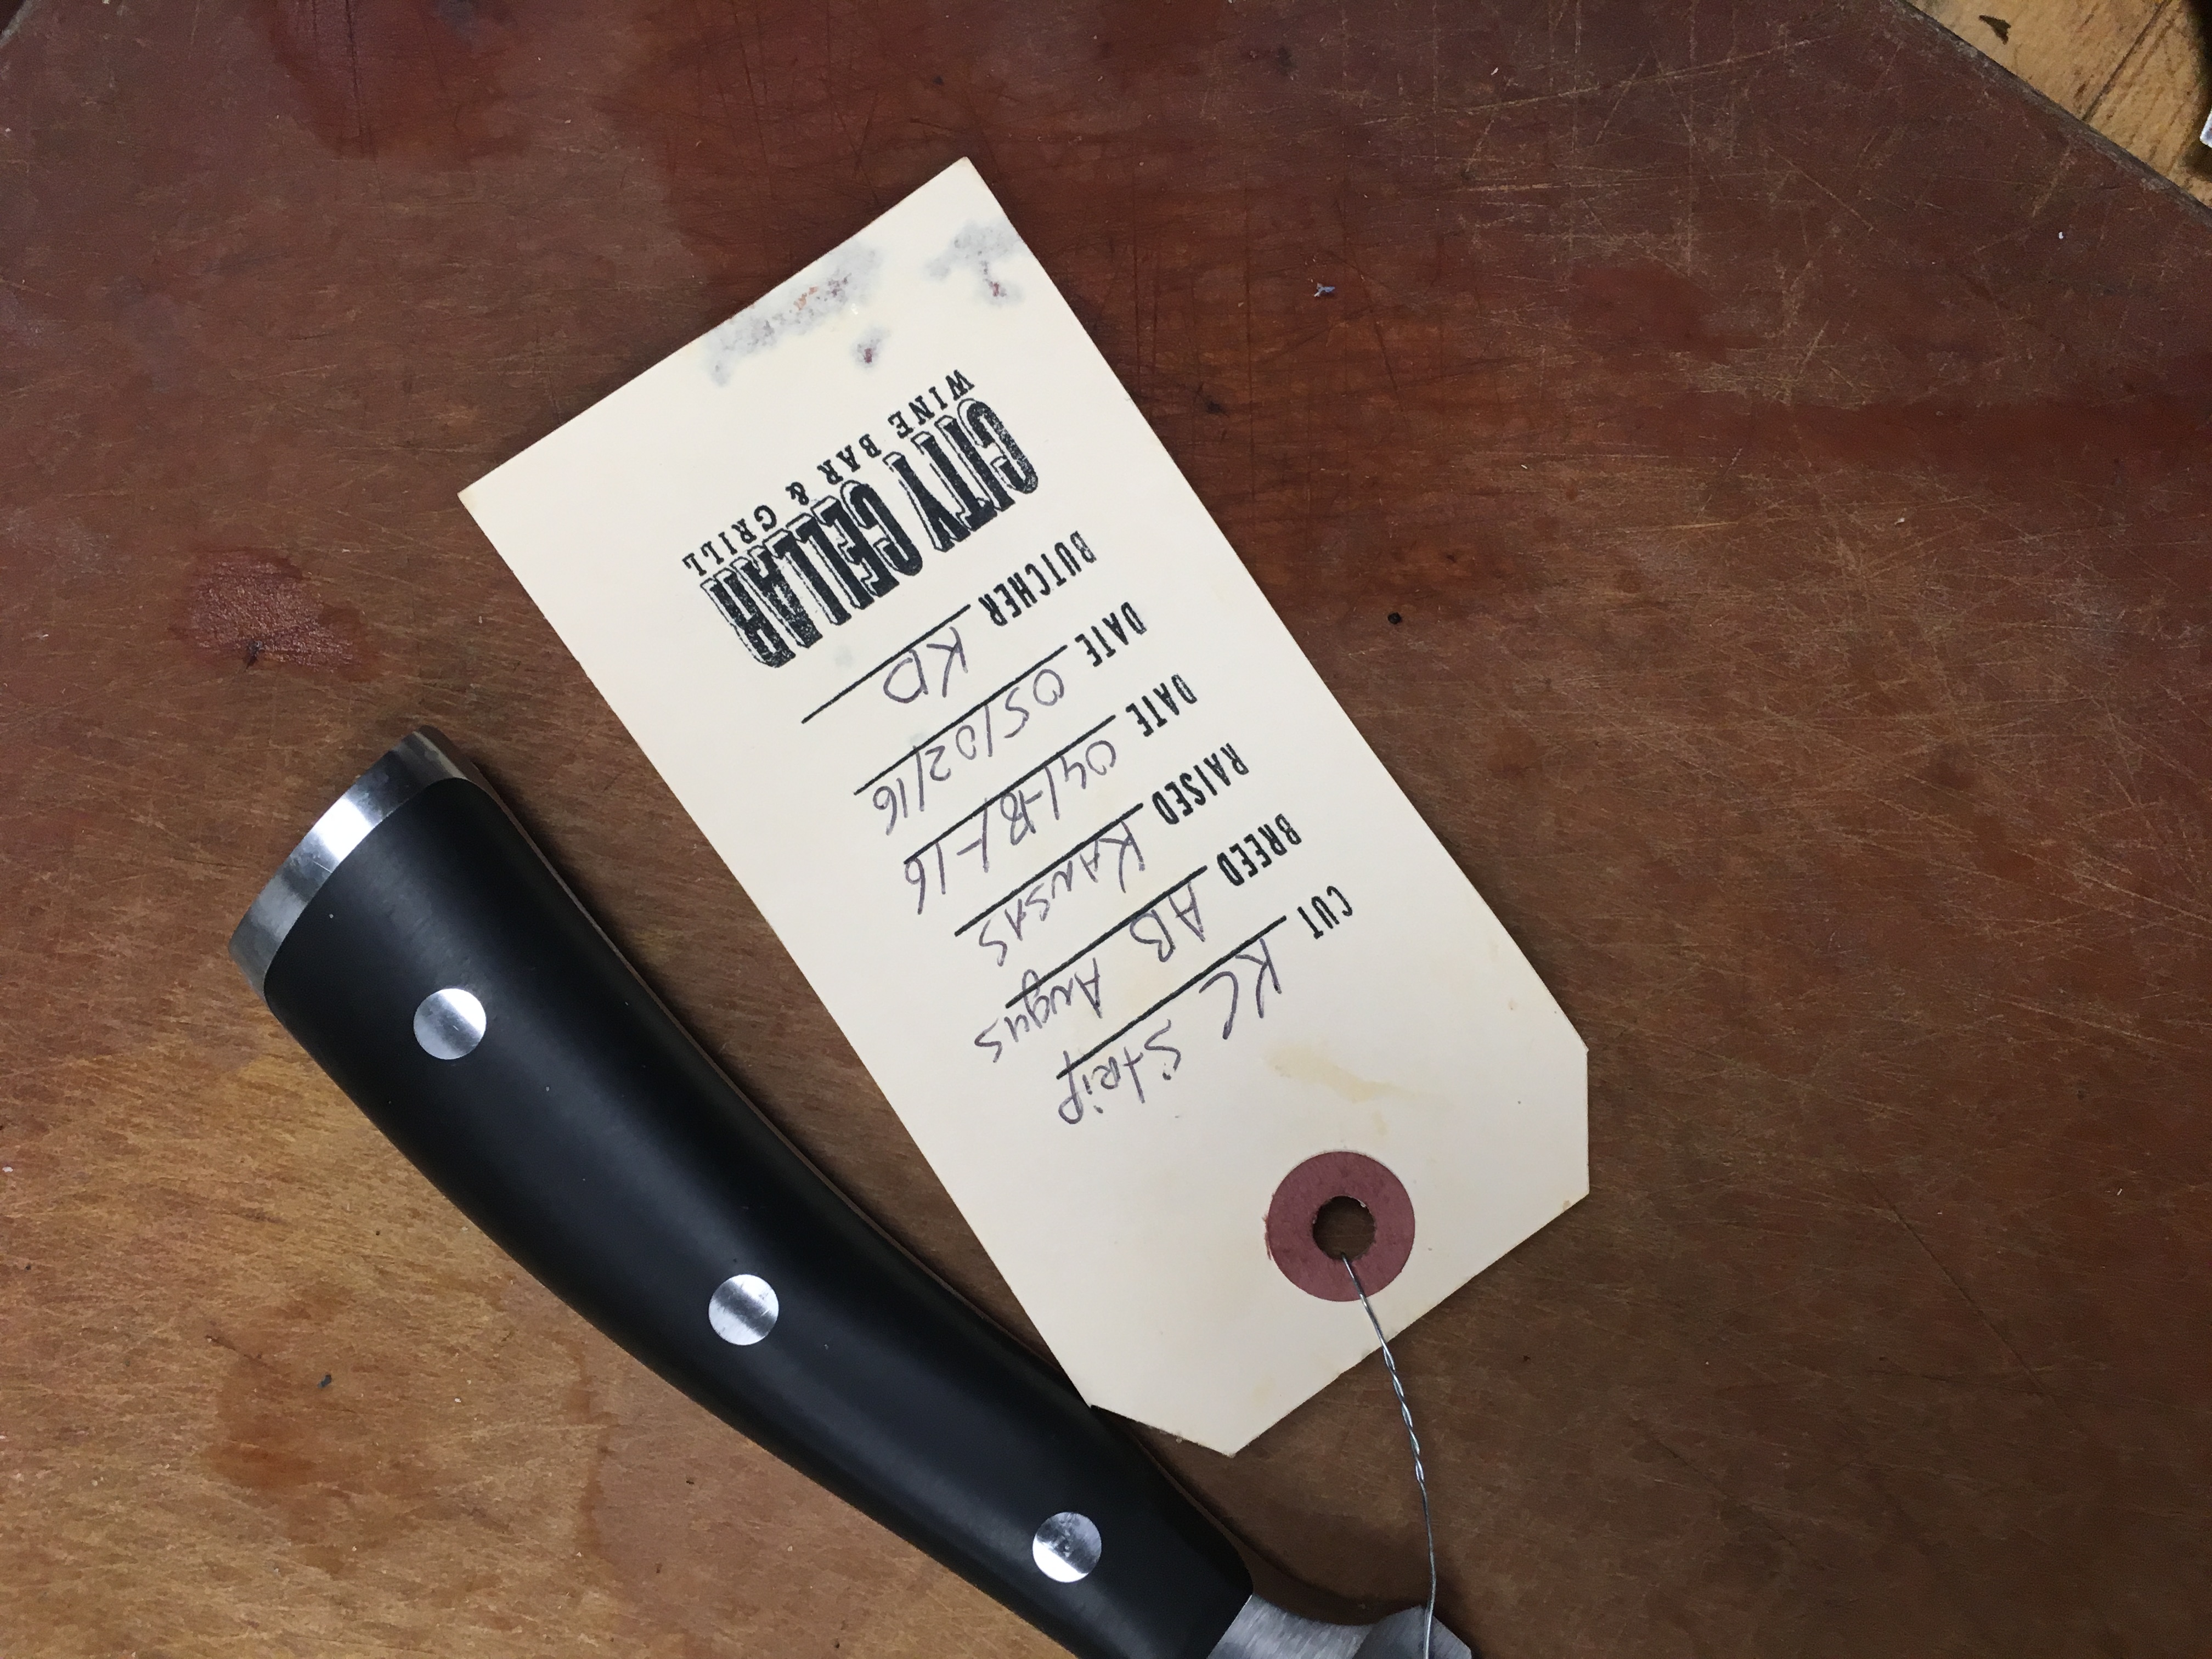 CUT KC Strip
BREED AB Angus
RAISED KANSAS
DATE 04/18/16
DATE 05/02/16
BUTCHER KD
CITY CELLAR
WINE BAR & GRILL